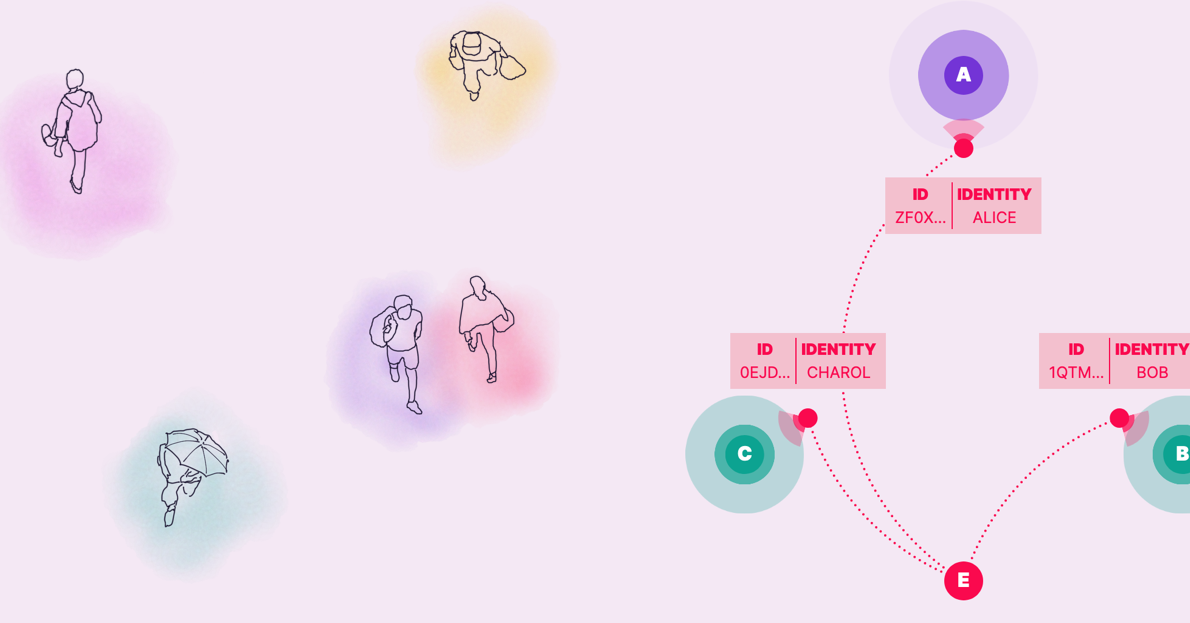 A
ID IDENTITY
ZF0X... ALICE
ID IDENTITY
0EJD... CHAROL
ID IDENTITY
1QTM... BOB
C
B
E